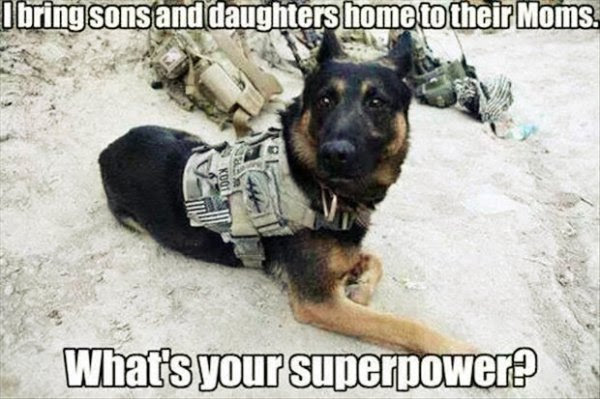 I bring sons and daughters home to their Moms.
What's your superpower?